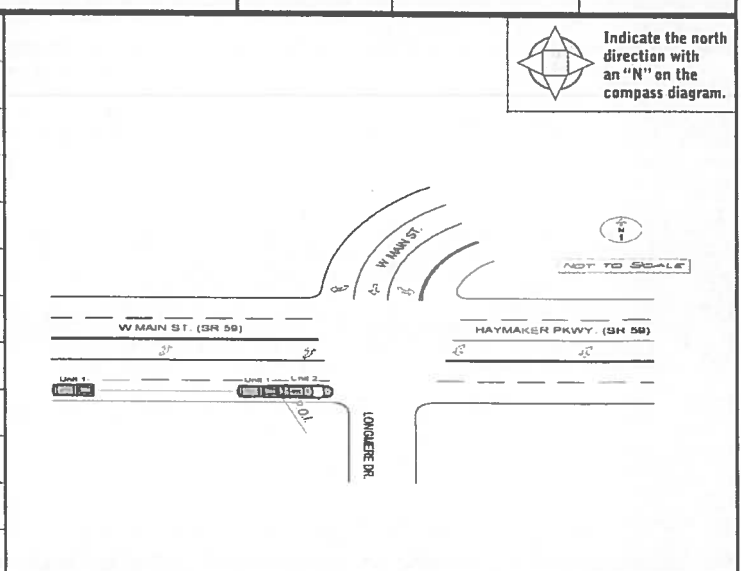 Indicate the north
direction with
an "N" on the
compass diagram.
W MAIN ST.
N
NOT TO SCALE
W MAIN ST. (SR 59)
HAYMAKER PKWY. (SR 59)
UNIT 1
UNIT 1
UNIT 2
P.O.I.
LONGMERE DR.